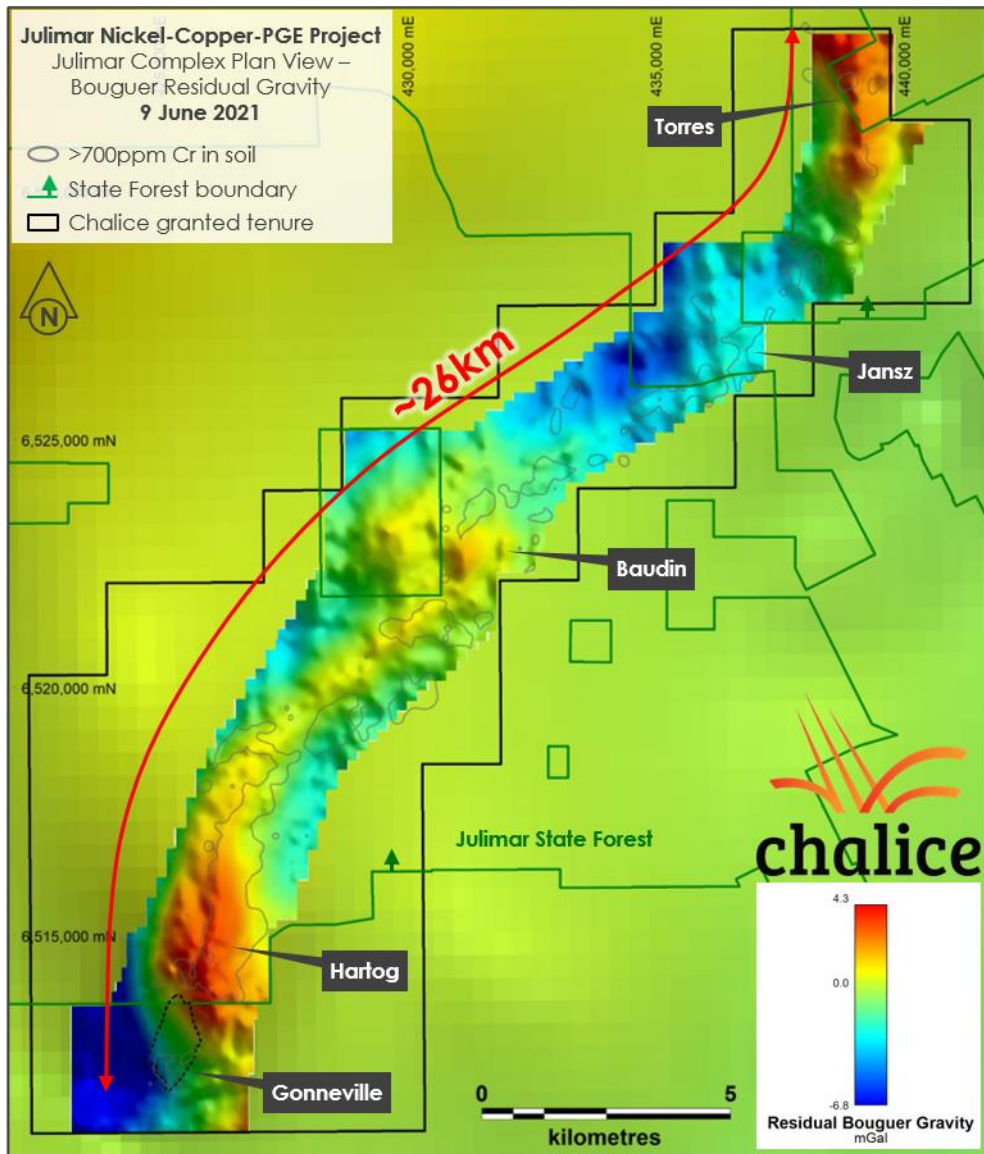 Julimar Nickel-Copper-PGE Project
Julimar Complex Plan View –
Bouguer Residual Gravity
9 June 2021
>700ppm Cr in soil
State Forest boundary
Chalice granted tenure
N
430,000 mE
435,000 mE
440,000 mE
Torres
~26km
Jansz
6,525,000 mN
Baudin
6,520,000 mN
Julimar State Forest
chalice
6,515,000 mN
Hartog
Gonneville
0 5
kilometres
4.3
0.0
-6.8
Residual Bouguer Gravity
mGal